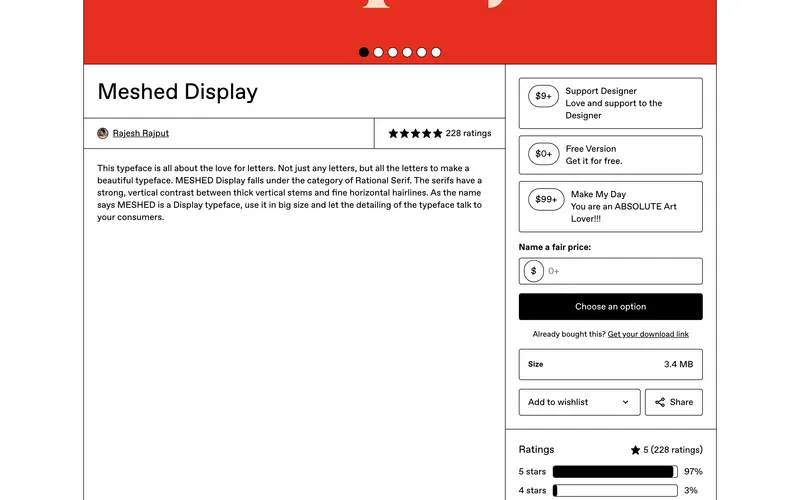 Meshed Display
Rajesh Rajput
228 ratings
This typeface is all about the love for letters. Not just any letters, but all the letters to make a
beautiful typeface. MESHED Display falls under the category of Rational Serif. The serifs have a
strong, vertical contrast between thick vertical stems and fine horizontal hairlines. As the name
says MESHED is a Display typeface, use it in big size and let the detailing of the typeface talk to
your consumers.
$9+
Support Designer
Love and support to the
Designer
$0+
Free Version
Get it for free.
$99+
Make My Day
You are an ABSOLUTE Art
Lover!!!
Name a fair price:
$ 0+
Choose an option
Already bought this? Get your download link
Size 3.4 MB
Add to wishlist
Share
Ratings
5 (228 ratings)
5 stars 97%
4 stars 3%